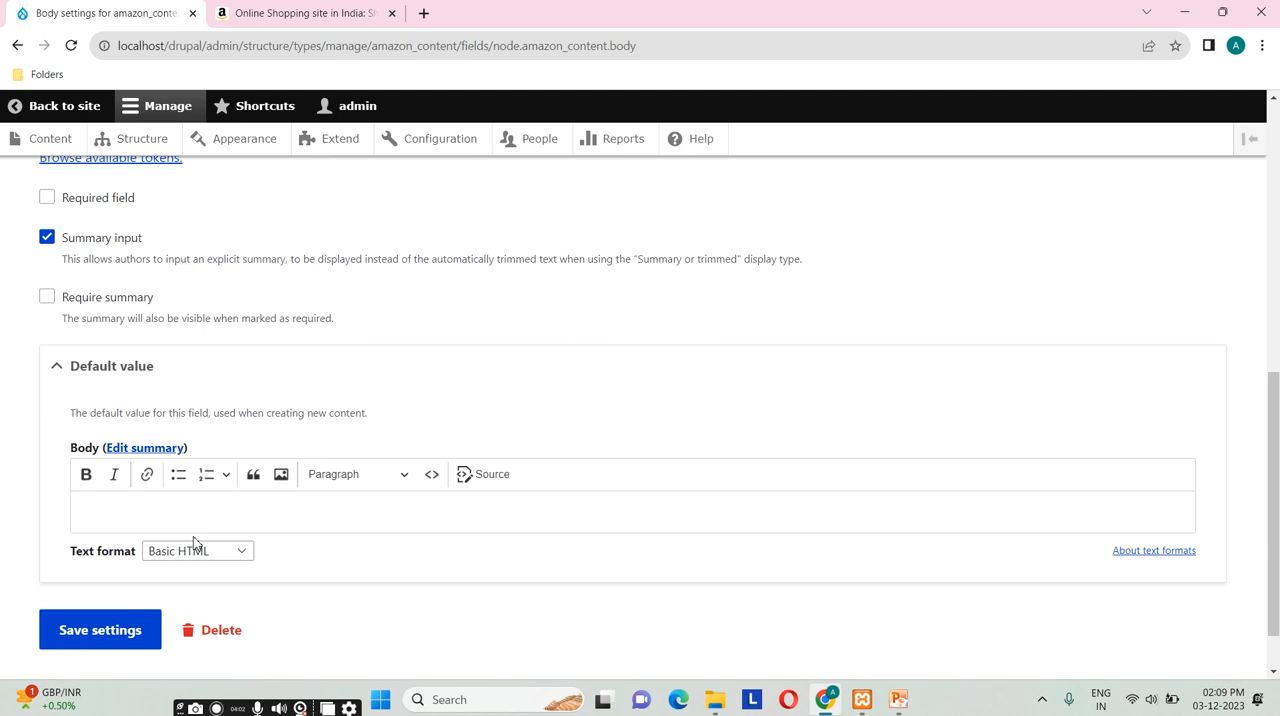 Body settings for amazon_conte
Online Shopping site in India: Sh
localhost/drupal/admin/structure/types/manage/amazon_content/fields/node.amazon_content.body
A
Folders
Back to site
Manage
Shortcuts
admin
Content
Structure
Appearance
Extend
Configuration
People
Reports
Help
Browse available tokens.
Required field
Summary input
This allows authors to input an explicit summary, to be displayed instead of the automatically trimmed text when using the "Summary or trimmed" display type.
Require summary
The summary will also be visible when marked as required.
Default value
The default value for this field, used when creating new content.
Body (Edit summary)
Paragraph
Source
Text format
Basic HTML
About text formats
Save settings
Delete
1
GBP/INR
+0.50%
04:02
Search
ENG
IN
02:09 PM
03-12-2023